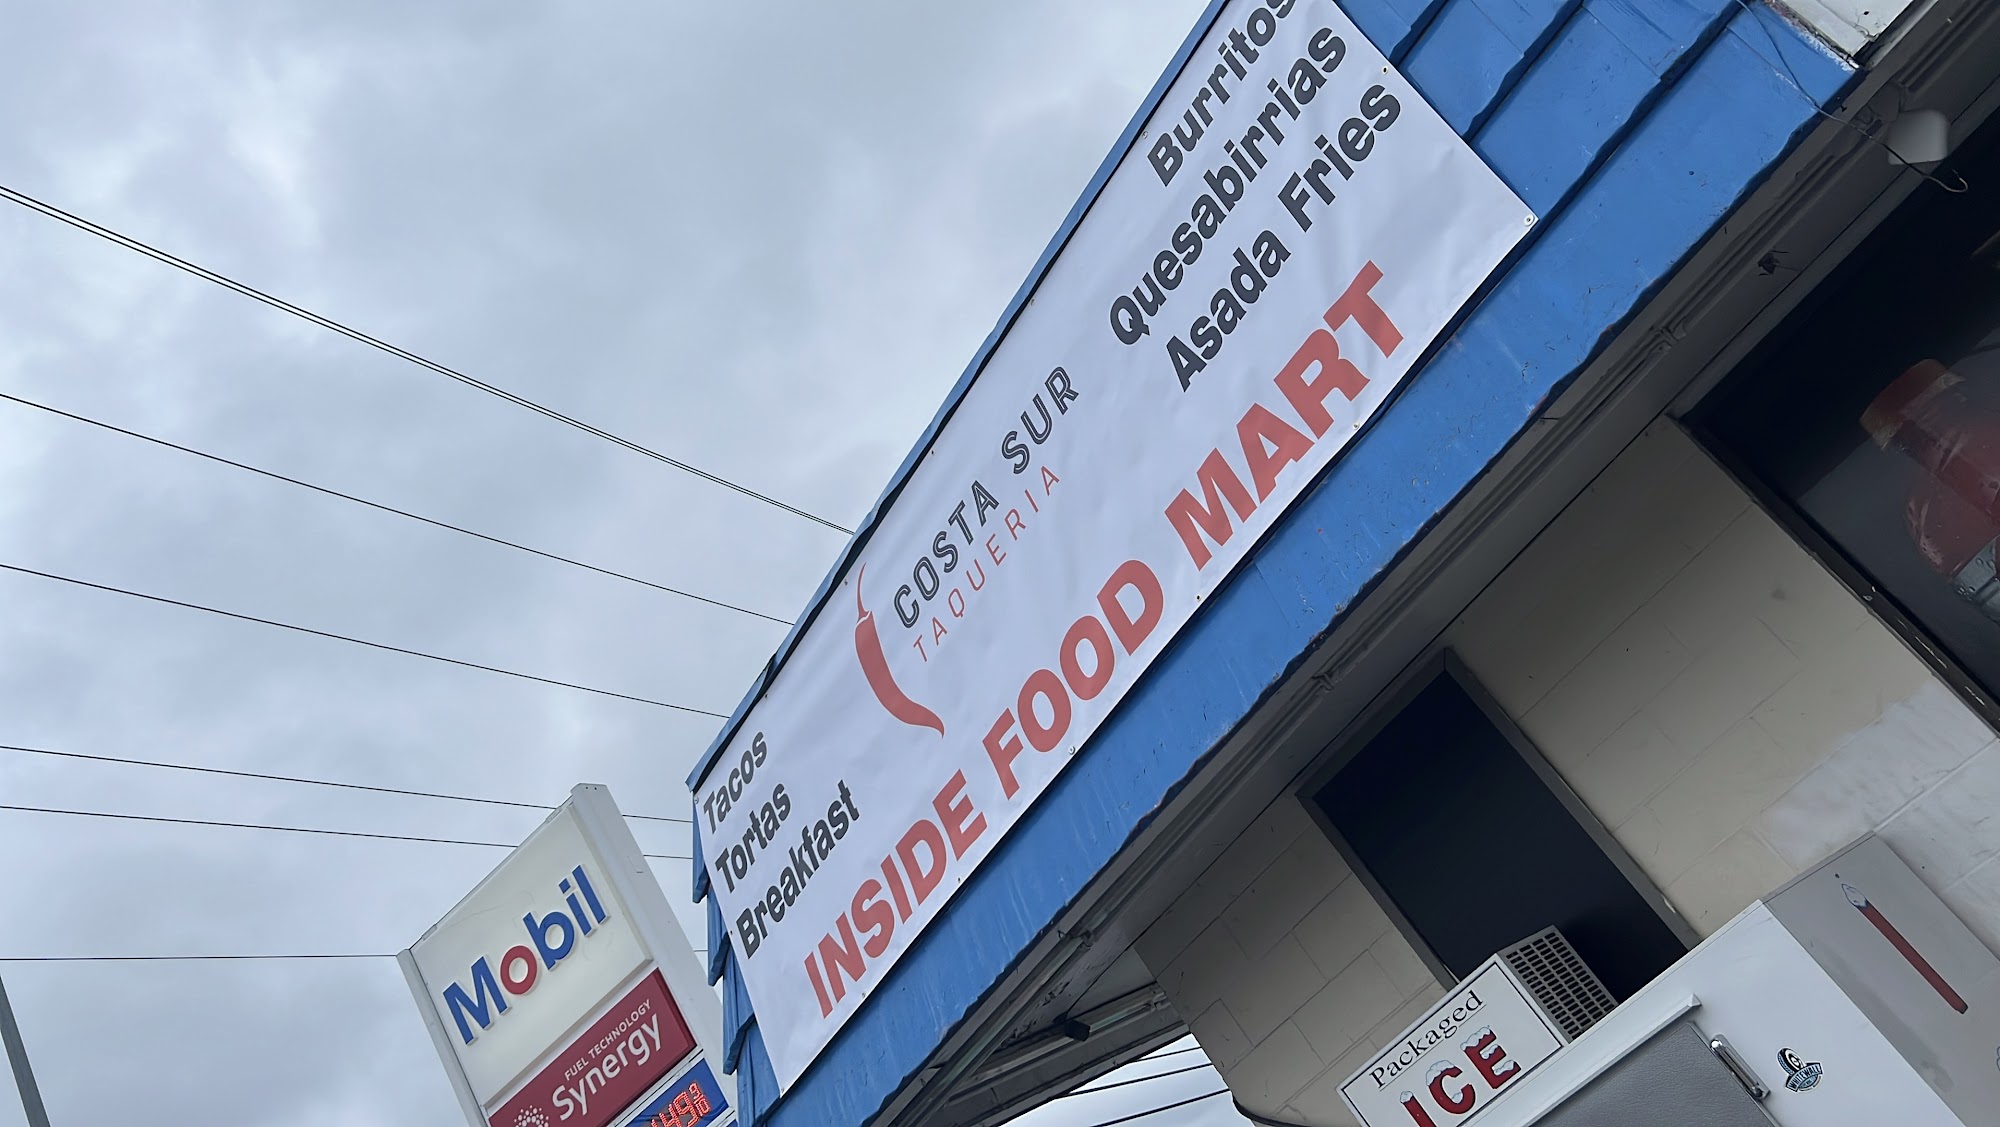 Burritos
Quesabirrias
Asada Fries
COSTA SUR
TAQUERIA
Tacos
Tortas
Breakfast
INSIDE FOOD MART
Mobil
FUEL TECHNOLOGY
Synergy
Packaged
ICE
WHITEWALL